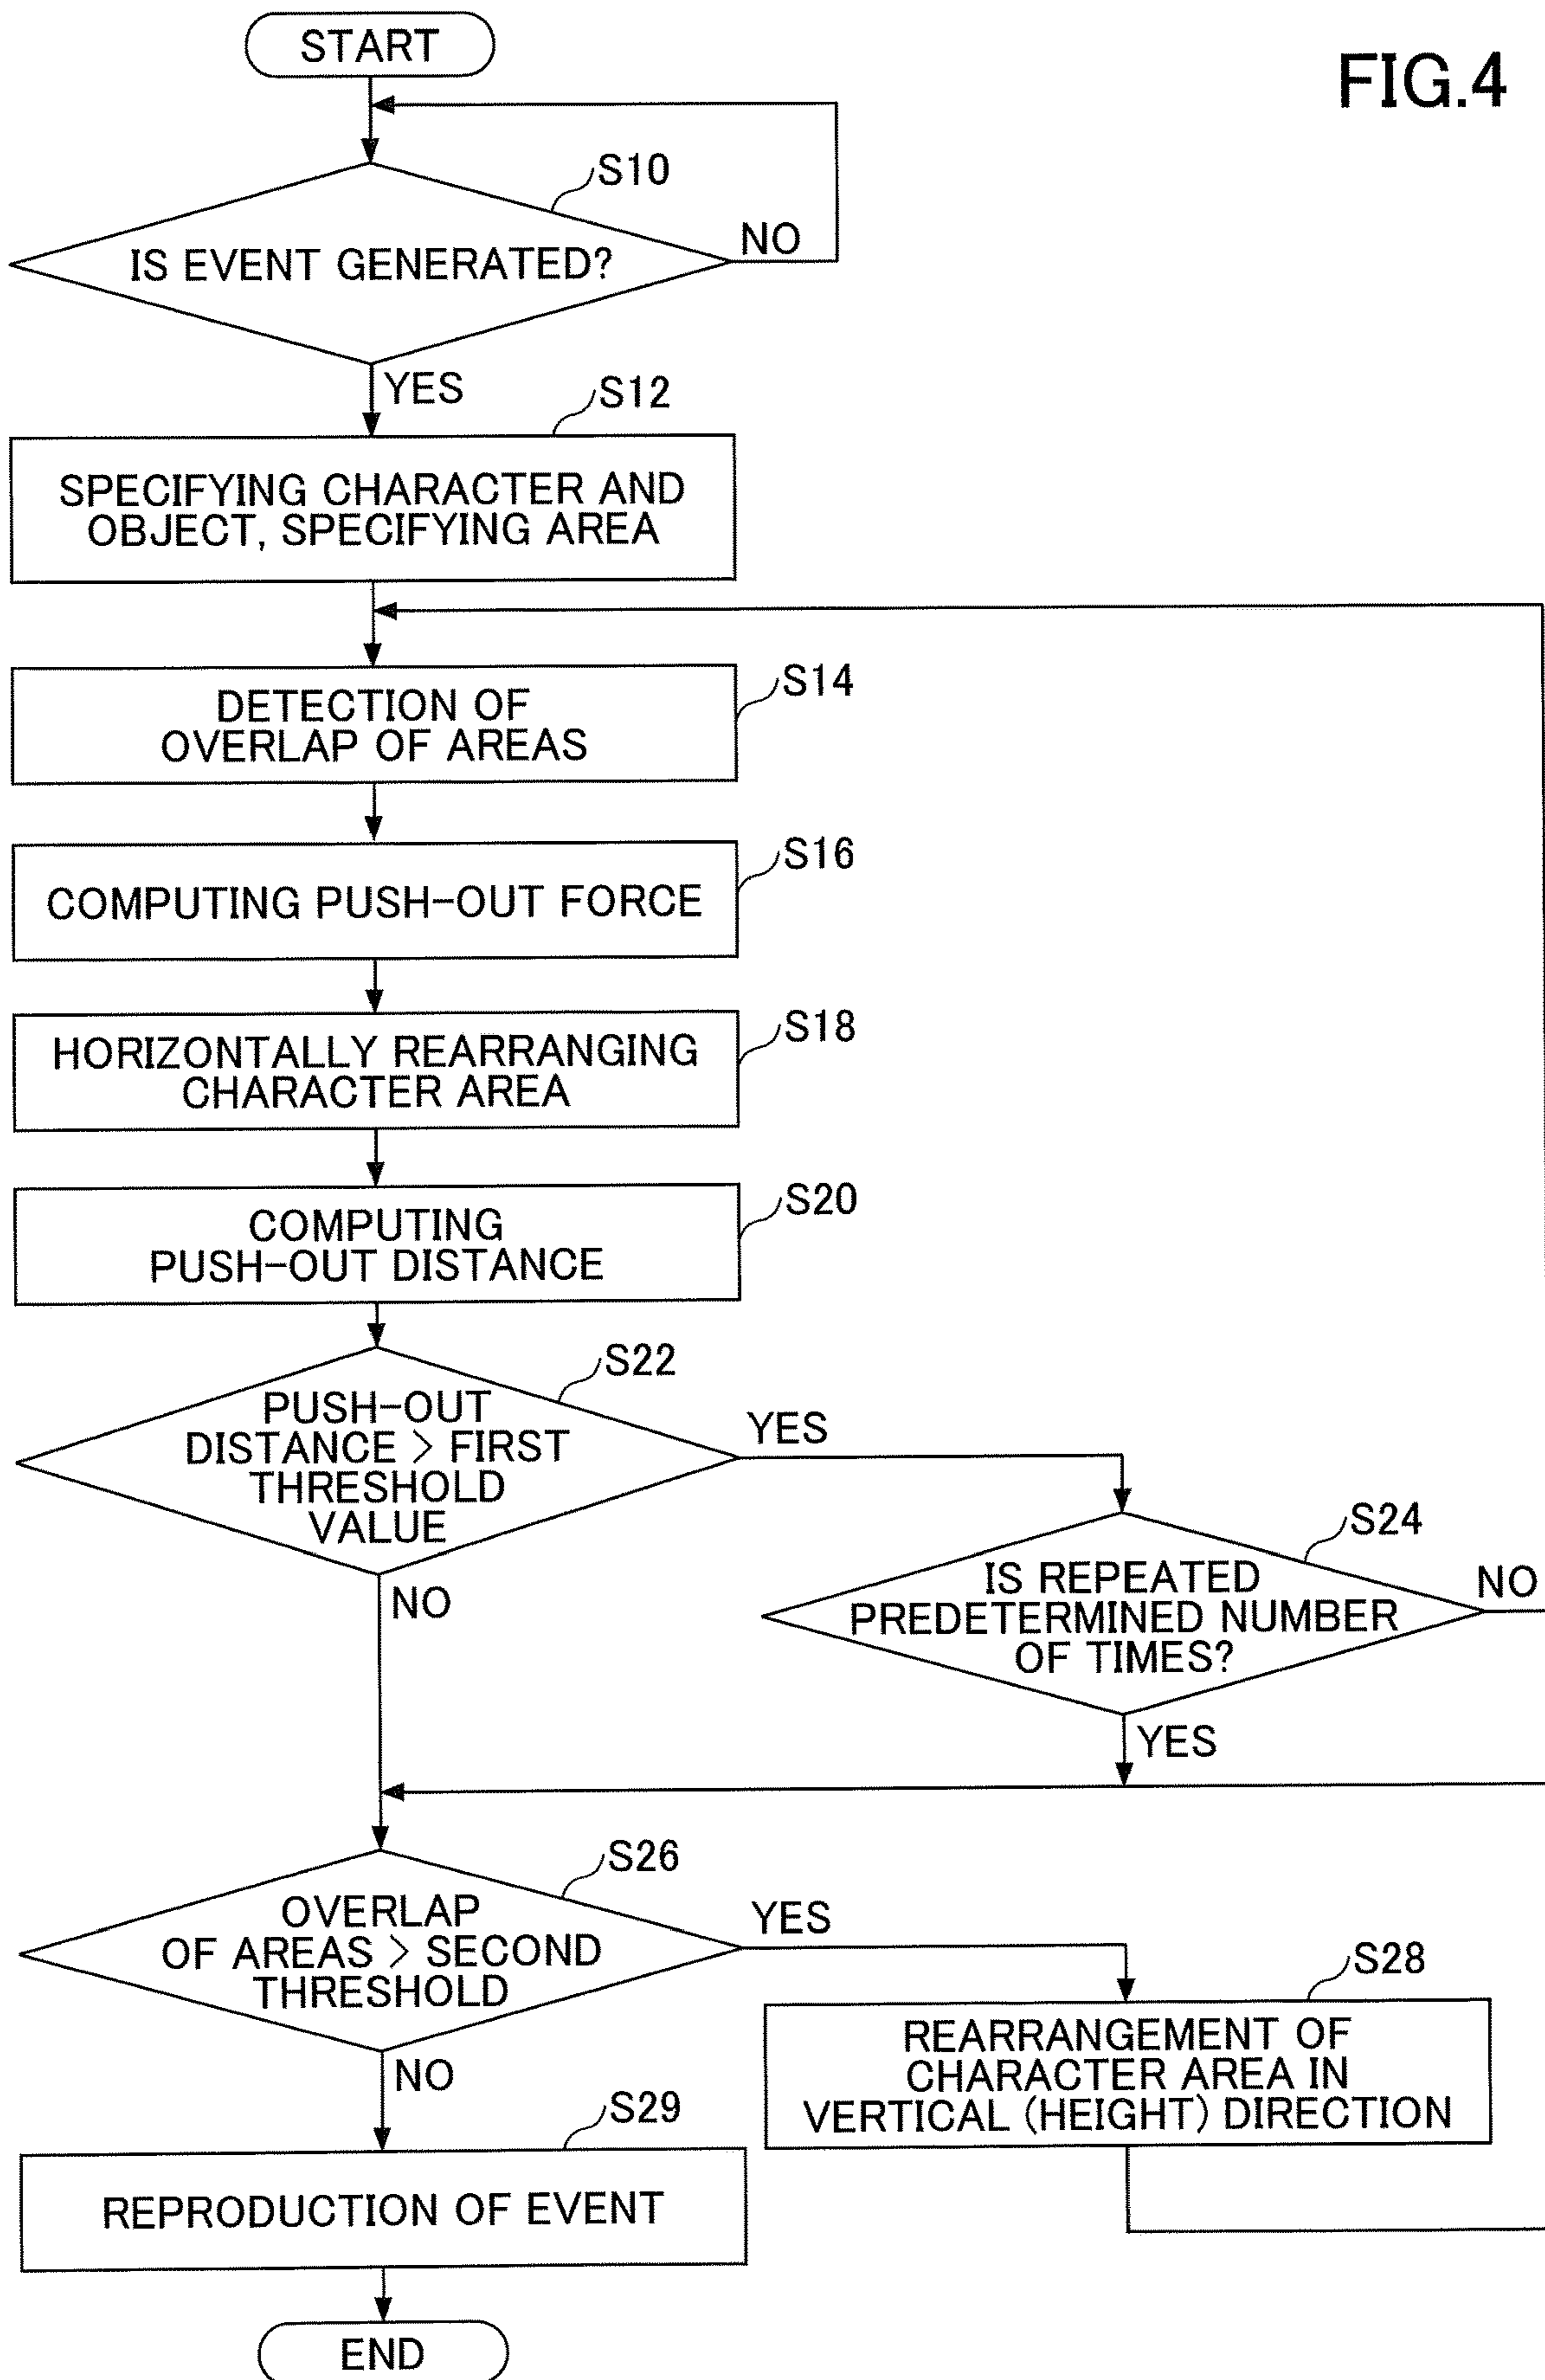 FIG.4
START
S10
IS EVENT GENERATED?
NO
YES
S12
SPECIFYING CHARACTER AND
OBJECT, SPECIFYING AREA
S14
DETECTION OF
OVERLAP OF AREAS
S16
COMPUTING PUSH-OUT FORCE
S18
HORIZONTALLY REARRANGING
CHARACTER AREA
S20
COMPUTING
PUSH-OUT DISTANCE
S22
PUSH-OUT
DISTANCE > FIRST
THRESHOLD
VALUE
YES
NO
S24
IS REPEATED
PREDETERMINED NUMBER
OF TIMES?
NO
YES
S26
OVERLAP
OF AREAS > SECOND
THRESHOLD
YES
NO
S28
REARRANGEMENT OF
CHARACTER AREA IN
VERTICAL (HEIGHT) DIRECTION
S29
REPRODUCTION OF EVENT
END